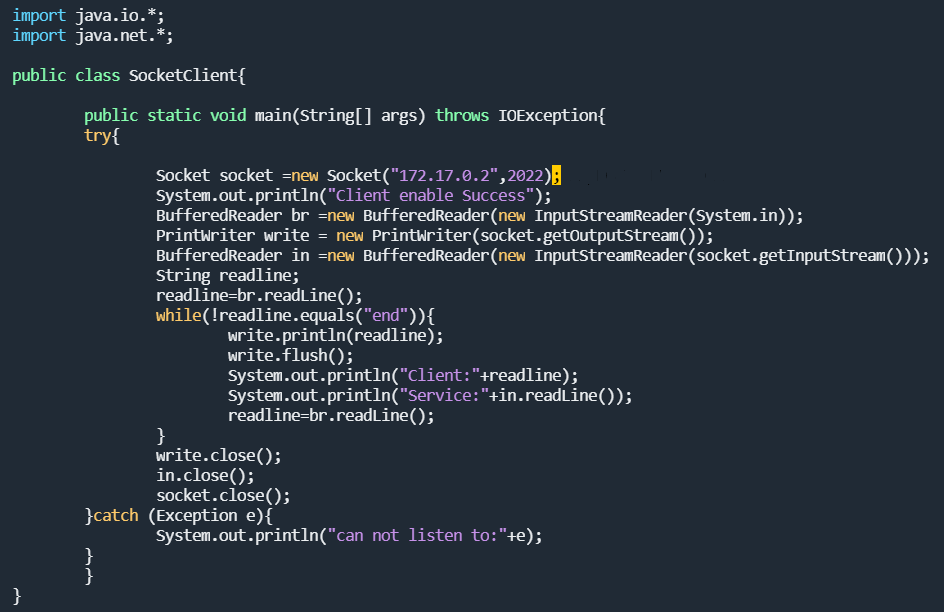 import java.io.*;
import java.net.*;

public class SocketClient{

        public static void main(String[] args) throws IOException{
        try{

                Socket socket =new Socket("172.17.0.2",2022);
                System.out.println("Client enable Success");
                BufferedReader br =new BufferedReader(new InputStreamReader(System.in));
                PrintWriter write = new PrintWriter(socket.getOutputStream());
                BufferedReader in =new BufferedReader(new InputStreamReader(socket.getInputStream()));
                String readline;
                readline=br.readLine();
                while(!readline.equals("end")){
                        write.println(readline);
                        write.flush();
                        System.out.println("Client:"+readline);
                        System.out.println("Service:"+in.readLine());
                        readline=br.readLine();
                }
                write.close();
                in.close();
                socket.close();
        }catch (Exception e){
                System.out.println("can not listen to:"+e);
        }
        }
}